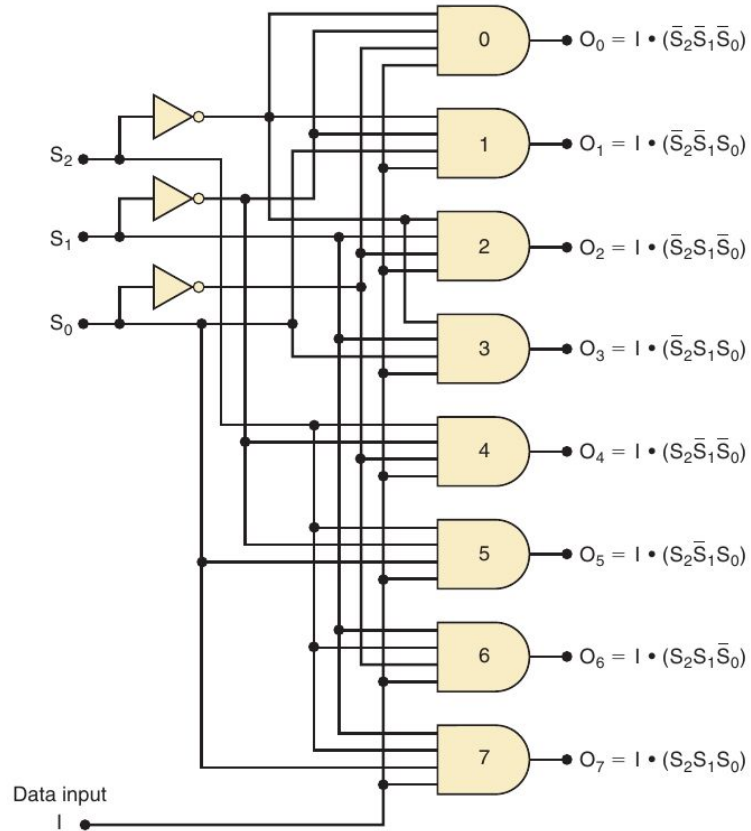 0
O₀ = I • (S̅₂S̅₁S̅₀)
1
O₁ = I • (S̅₂S̅₁S₀)
S₂
S₁
2
O₂ = I • (S̅₂S₁S̅₀)
S₀
3
O₃ = I • (S̅₂S₁S₀)
4
O₄ = I • (S₂S̅₁S̅₀)
5
O₅ = I • (S₂S̅₁S₀)
6
O₆ = I • (S₂S₁S̅₀)
7
O₇ = I • (S₂S₁S₀)
Data input
I